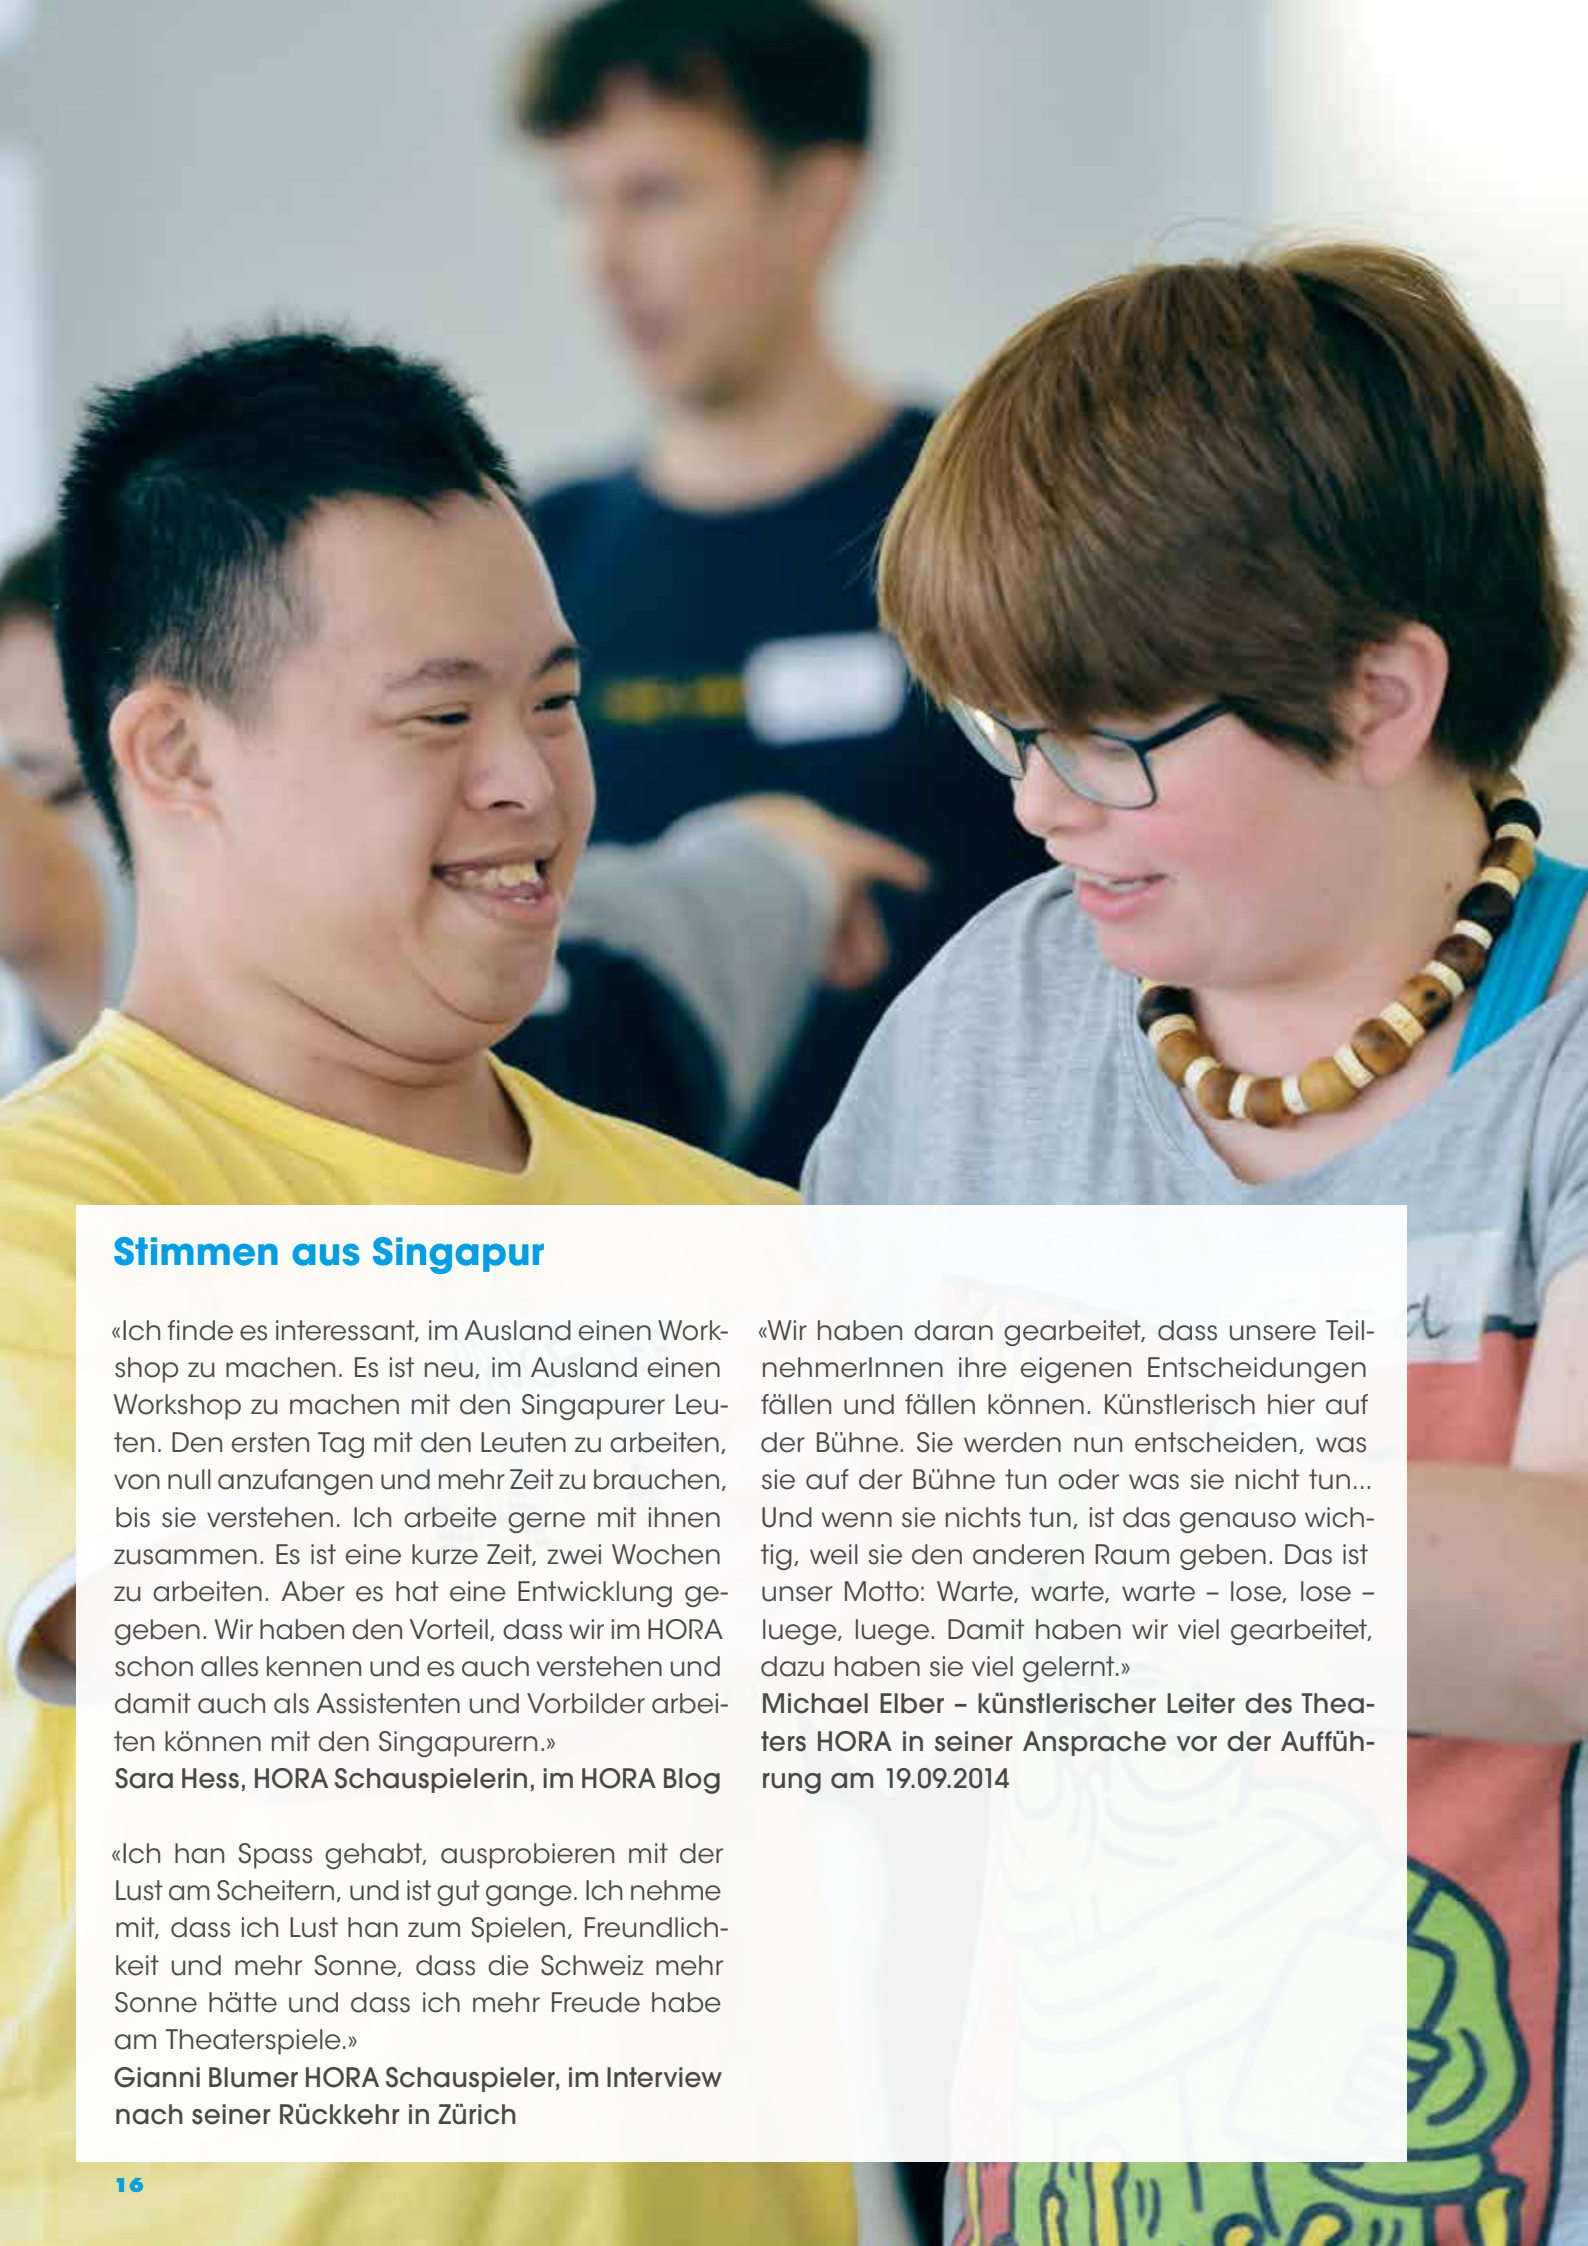 Stimmen aus Singapur
«Ich finde es interessant, im Ausland einen Work-
shop zu machen. Es ist neu, im Ausland einen
Workshop zu machen mit den Singapurer Leu-
ten. Den ersten Tag mit den Leuten zu arbeiten,
von null anzufangen und mehr Zeit zu brauchen,
bis sie verstehen. Ich arbeite gerne mit ihnen
zusammen. Es ist eine kurze Zeit, zwei Wochen
zu arbeiten. Aber es hat eine Entwicklung ge-
geben. Wir haben den Vorteil, dass wir im HORA
schon alles kennen und es auch verstehen und
damit auch als Assistenten und Vorbilder arbei-
ten können mit den Singapurern.»
Sara Hess, HORA Schauspielerin, im HORA Blog
«Ich han Spass gehabt, ausprobieren mit der
Lust am Scheitern, und ist gut gange. Ich nehme
mit, dass ich Lust han zum Spielen, Freundlich-
keit und mehr Sonne, dass die Schweiz mehr
Sonne hätte und dass ich mehr Freude habe
am Theaterspiele.»
Gianni Blumer HORA Schauspieler, im Interview
nach seiner Rückkehr in Zürich
«Wir haben daran gearbeitet, dass unsere Teil-
nehmerInnen ihre eigenen Entscheidungen
fällen und fällen können. Künstlerisch hier auf
der Bühne. Sie werden nun entscheiden, was
sie auf der Bühne tun oder was sie nicht tun...
Und wenn sie nichts tun, ist das genauso wich-
tig, weil sie den anderen Raum geben. Das ist
unser Motto: Warte, warte, warte – lose, lose –
luege, luege. Damit haben wir viel gearbeitet,
dazu haben sie viel gelernt.»
Michael Elber – künstlerischer Leiter des Thea-
ters HORA in seiner Ansprache vor der Auffüh-
rung am 19.09.2014
16